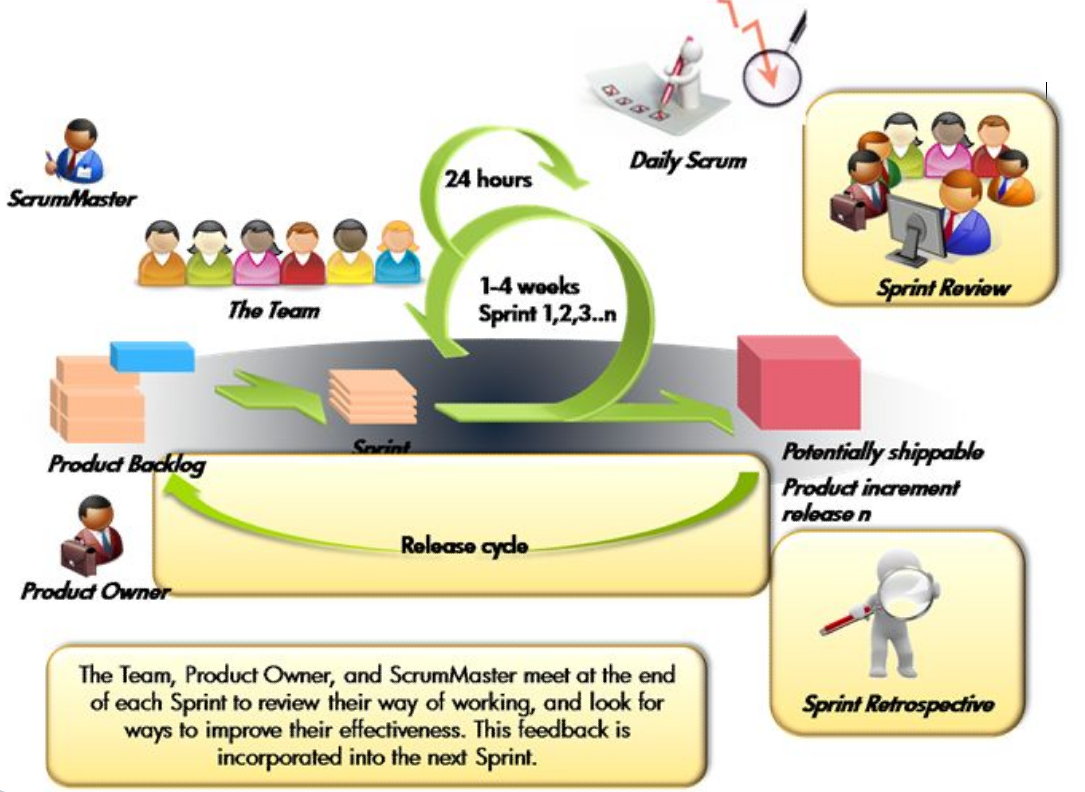 Daily Scrum
24 hours
ScrumMaster
1-4 weeks
Sprint 1,2,3..n
Sprint Review
The Team
Sprint
Product Backlog
Potentially shippable
Product increment
release n
Release cycle
Product Owner
The Team, Product Owner, and ScrumMaster meet at the end
of each Sprint to review their way of working, and look for
ways to improve their effectiveness. This feedback is
incorporated into the next Sprint.
Sprint Retrospective